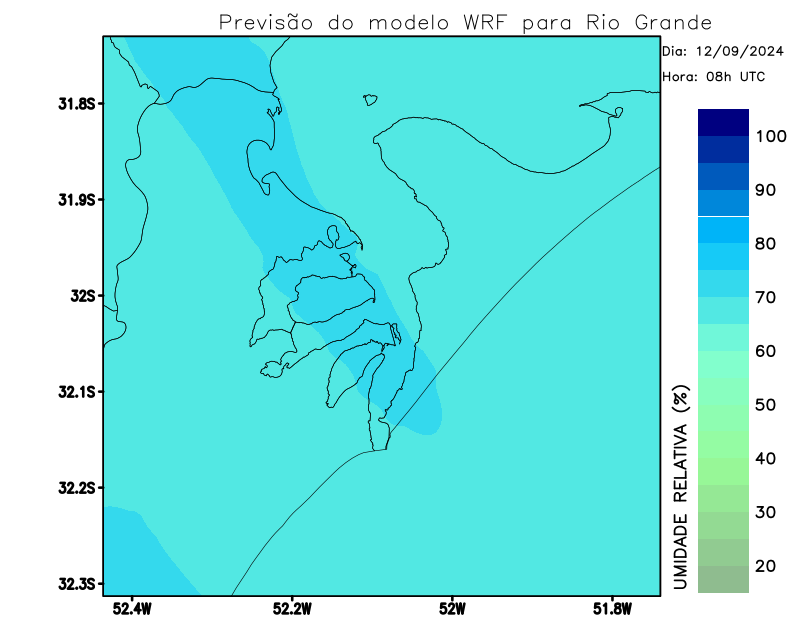 Previsão do modelo WRF para Rio Grande
Dia: 12/09/2024
Hora: 08h UTC
31.8S
31.9S
32S
32.1S
32.2S
32.3S
52.4W
52.2W
52W
51.8W
100
90
80
70
60
50
40
30
20
UMIDADE RELATIVA (%)